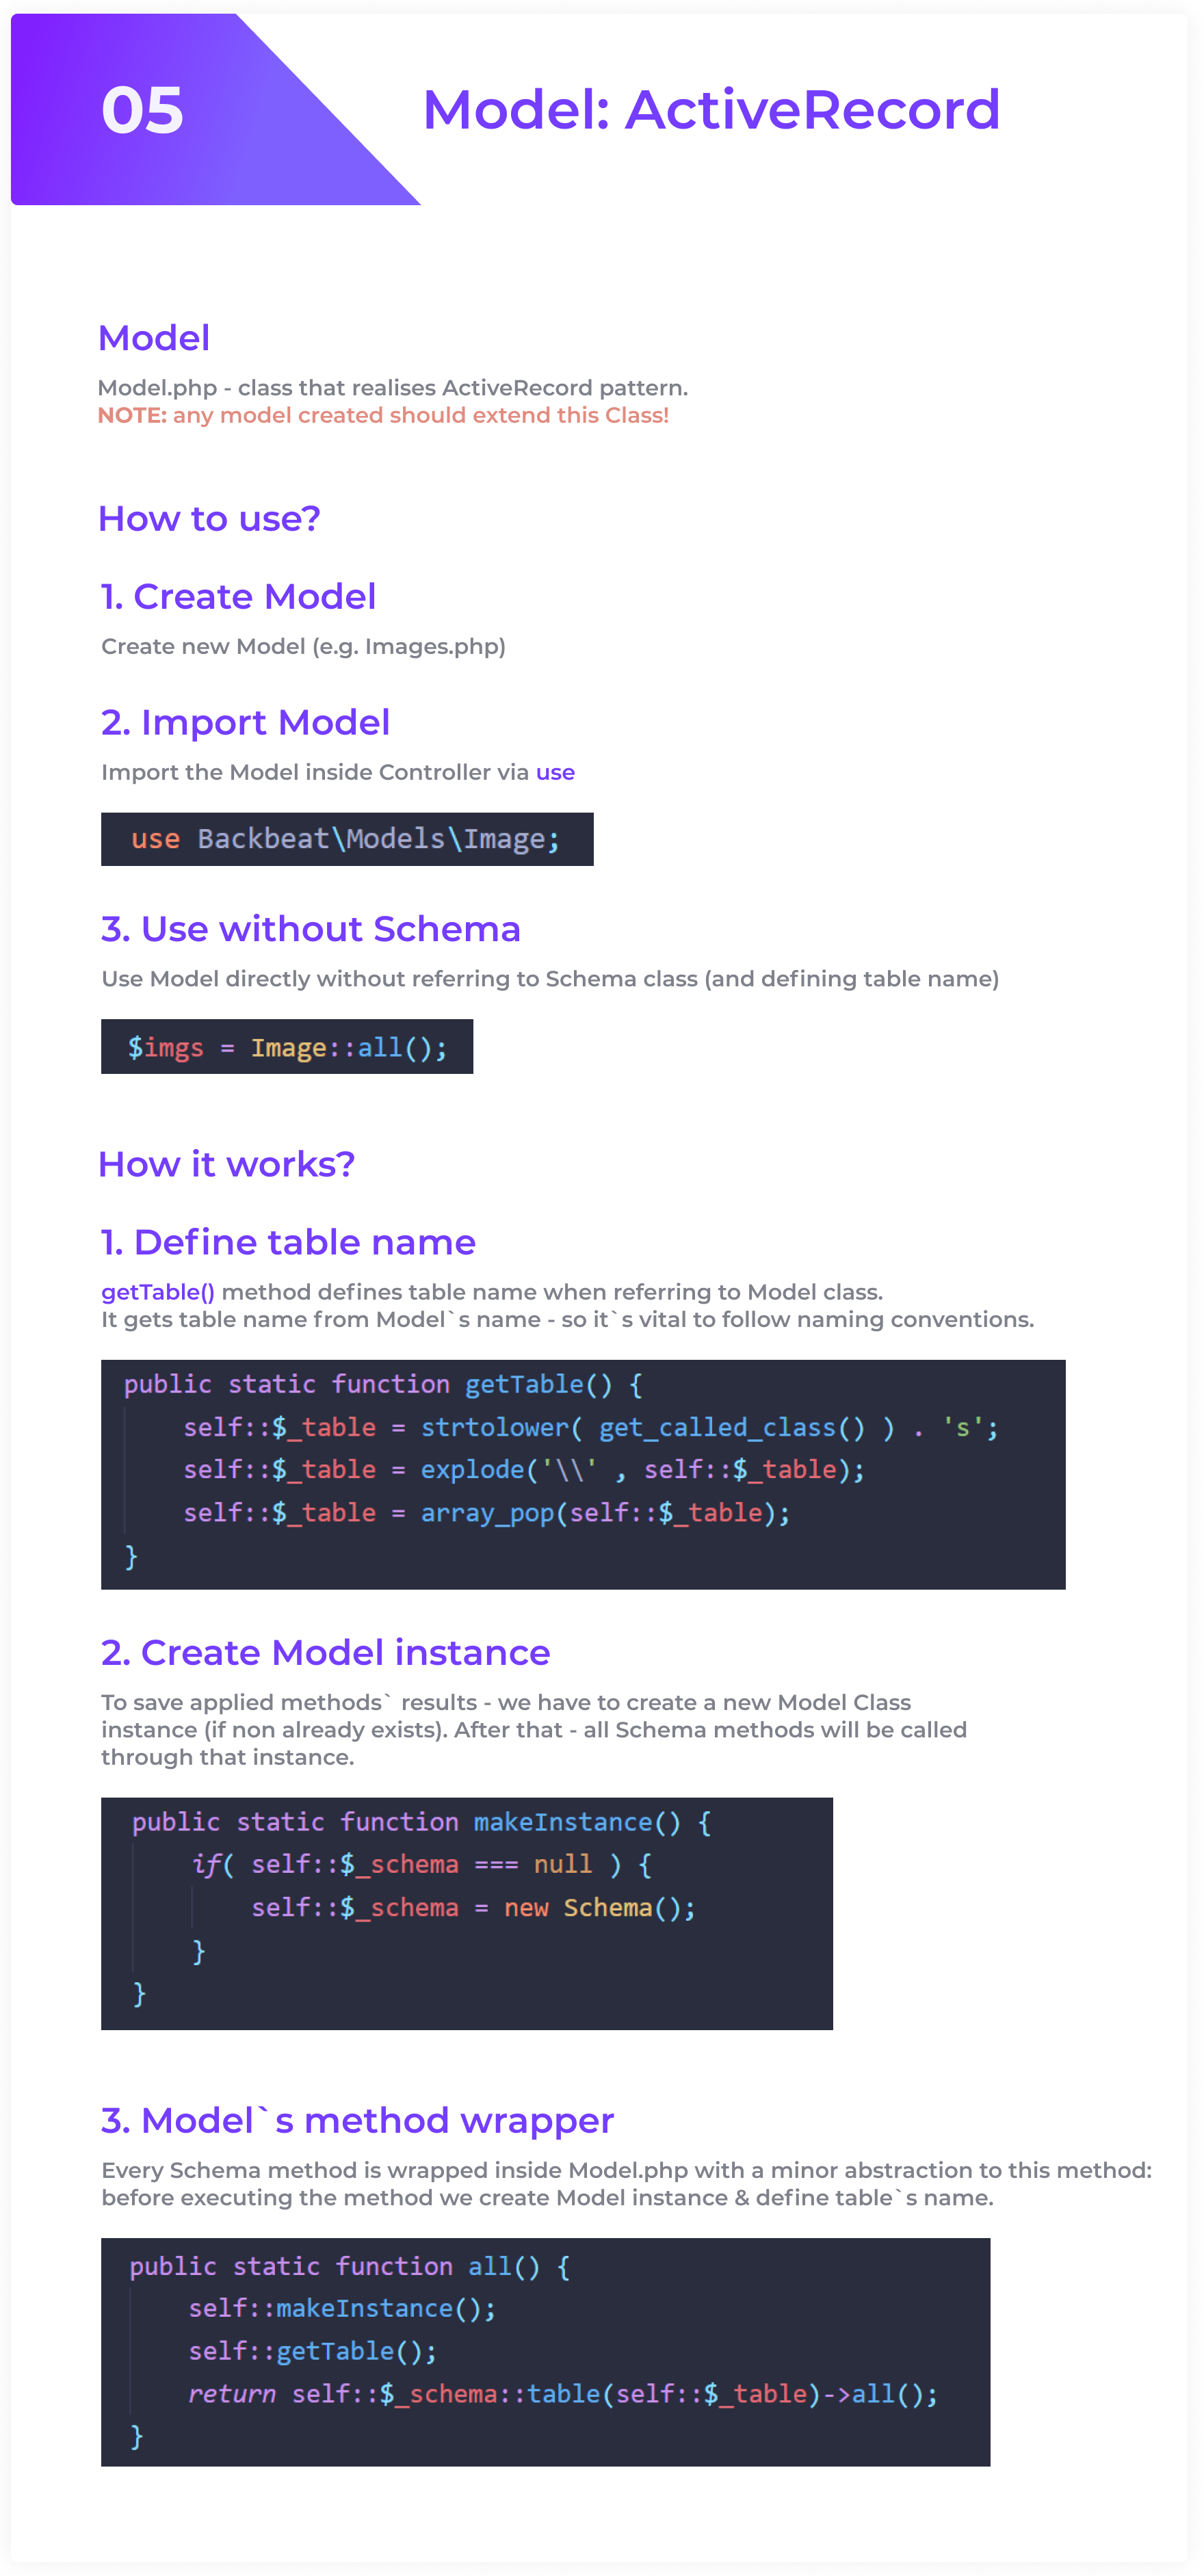 05
Model: ActiveRecord
Model
Model.php - class that realises ActiveRecord pattern.
NOTE: any model created should extend this Class!
How to use?
1. Create Model
Create new Model (e.g. Images.php)
2. Import Model
Import the Model inside Controller via use
use Backbeat\Models\Image;
3. Use without Schema
Use Model directly without referring to Schema class (and defining table name)
$imgs = Image::all();
How it works?
1. Define table name
getTable() method defines table name when referring to Model class.
It gets table name from Model`s name - so it`s vital to follow naming conventions.
public static function getTable() {
self::$_table = strtolower( get_called_class() ) . 's';
self::$_table = explode('\\' , self::$_table);
self::$_table = array_pop(self::$_table);
}
2. Create Model instance
To save applied methods` results - we have to create a new Model Class
instance (if non already exists). After that - all Schema methods will be called
through that instance.
public static function makeInstance() {
if( self::$_schema === null ) {
self::$_schema = new Schema();
}
}
3. Model`s method wrapper
Every Schema method is wrapped inside Model.php with a minor abstraction to this method:
before executing the method we create Model instance & define table`s name.
public static function all() {
self::makeInstance();
self::getTable();
return self::$_schema::table(self::$_table)->all();
}